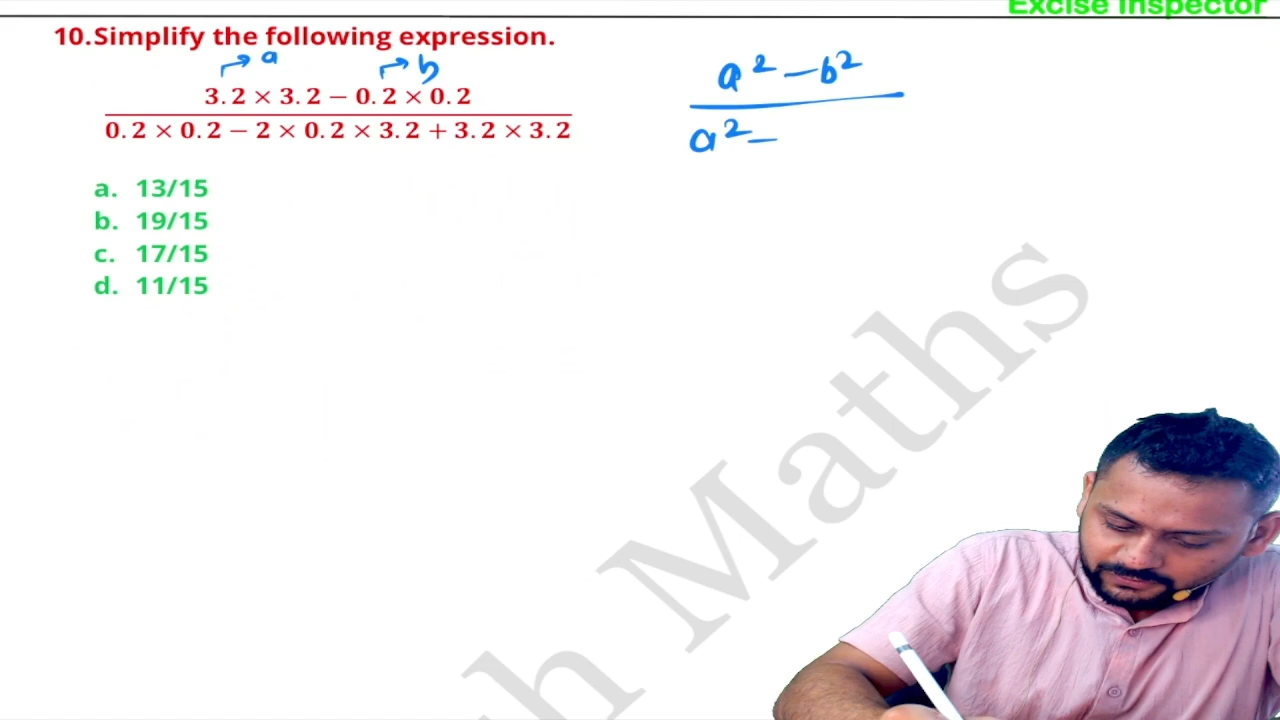 Excise Inspector
10.Simplify the following expression.
→ a → b
3.2 × 3.2 − 0.2 × 0.2
0.2 × 0.2 − 2 × 0.2 × 3.2 + 3.2 × 3.2
a² − b²
a² −
a. 13/15
b. 19/15
c. 17/15
d. 11/15
h Maths